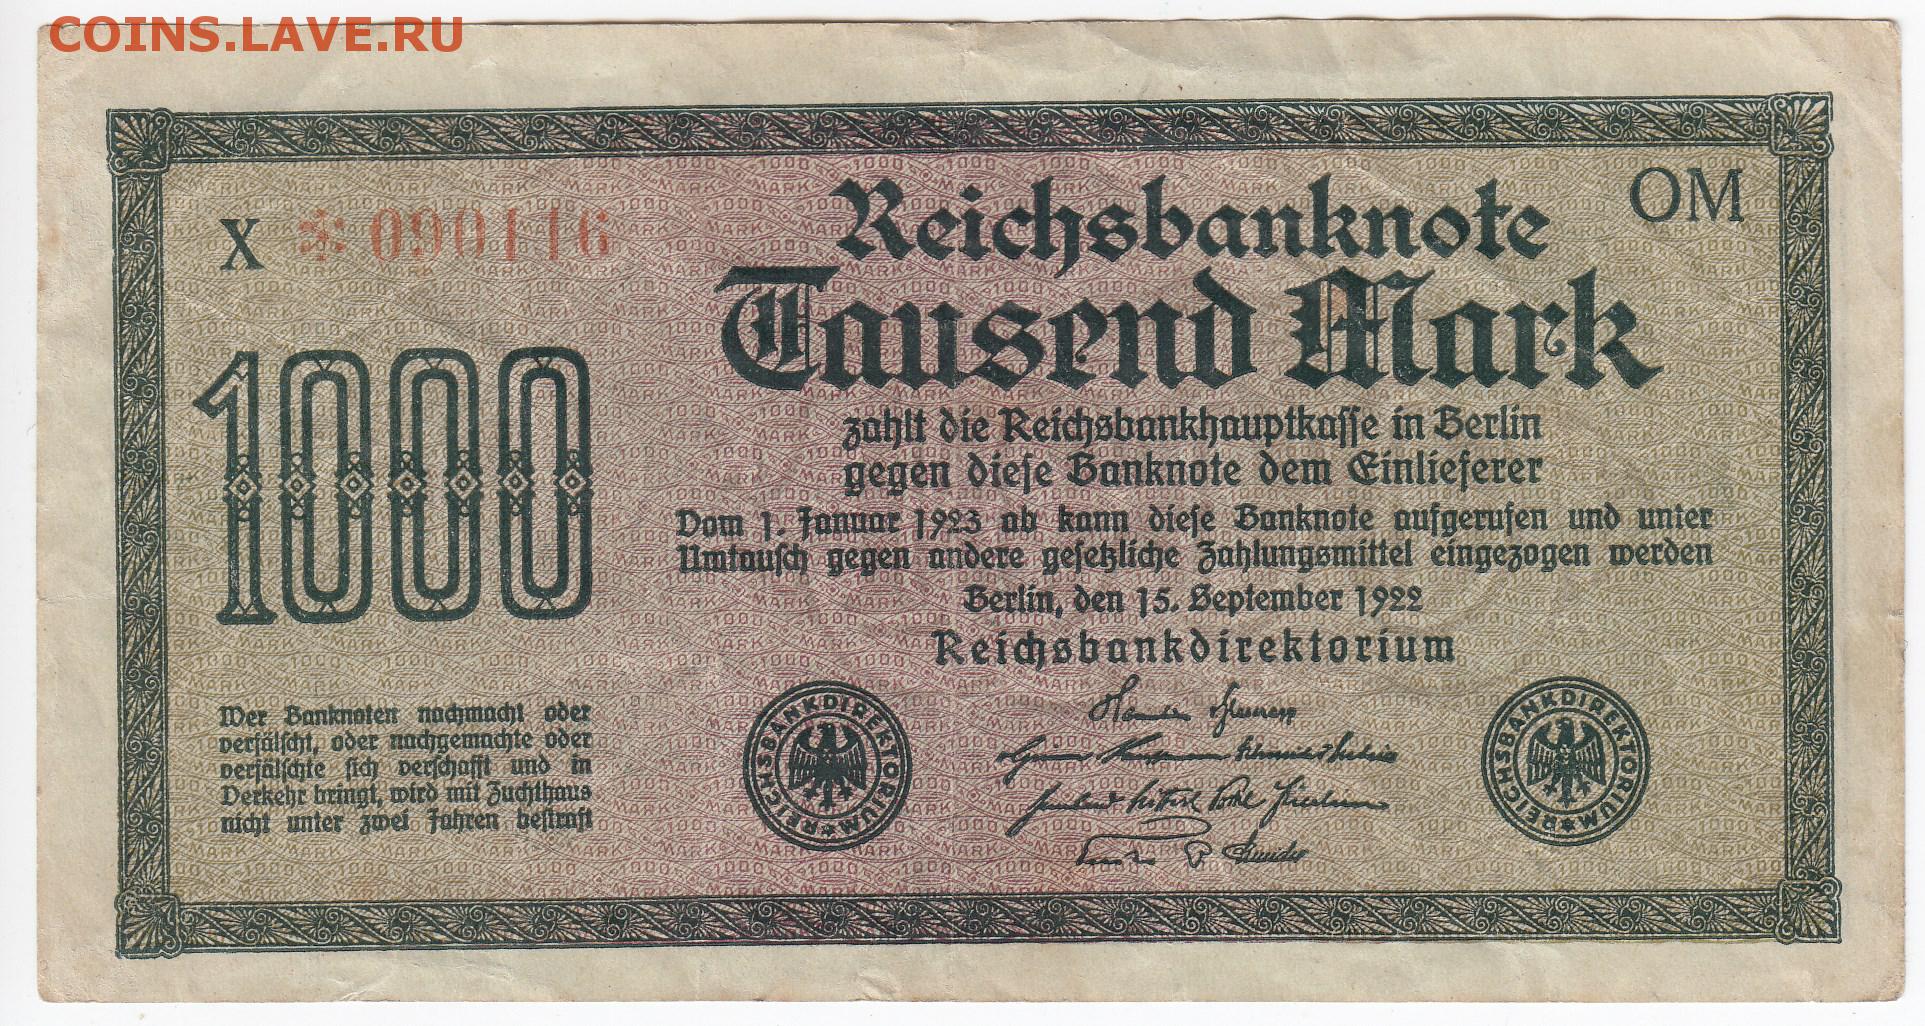 COINS.LAVE.RU
X * 090116
OM
Reichsbanknote
Tausend Mark
1000
zahlt die Reichsbankhauptkasse in Berlin
gegen diese Banknote dem Einlieferer
Vom 1. Januar 1923 ab kann diese Banknote aufgerufen und unter
Umtausch gegen andere gesetzliche Zahlungsmittel eingezogen werden
Berlin, den 15. September 1922
Reichsbankdirektorium
Wer Banknoten nachmacht oder
verfälscht, oder nachgemachte oder
verfälschte sich verschafft und in
Verkehr bringt, wird mit Zuchthaus
nicht unter zwei Jahren bestraft
REICHSBANKDIREKTORIUM
REICHSBANKDIREKTORIUM